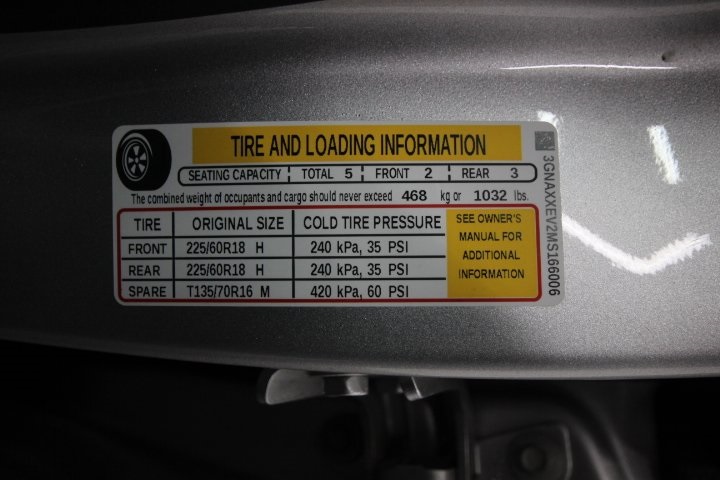 TIRE AND LOADING INFORMATION
SEATING CAPACITY TOTAL 5 FRONT 2 REAR 3
The combined weight of occupants and cargo should never exceed 468 kg or 1032 lbs.
TIRE ORIGINAL SIZE COLD TIRE PRESSURE
FRONT 225/60R18 H 240 kPa, 35 PSI
REAR 225/60R18 H 240 kPa, 35 PSI
SPARE T135/70R16 M 420 kPa, 60 PSI
SEE OWNER'S
MANUAL FOR
ADDITIONAL
INFORMATION
3GNAXXEV2MS166006